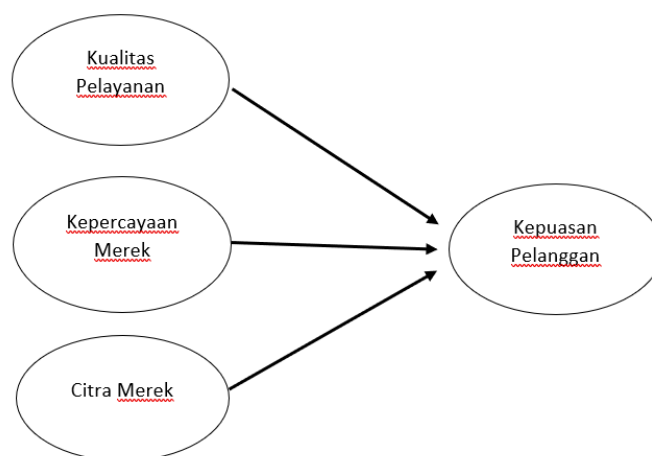 Kualitas
Pelayanan
Kepercayaan
Merek
Kepuasan
Pelanggan
Citra Merek